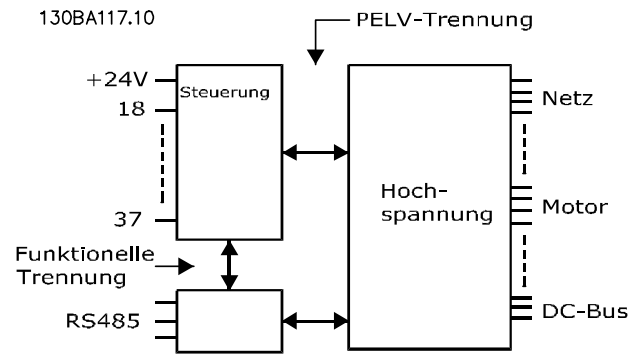 130BA117.10
PELV-Trennung
+24V
Steuerung
18
Netz
Hoch-
spannung
37
Motor
Funktionelle
Trennung
RS485
DC-Bus